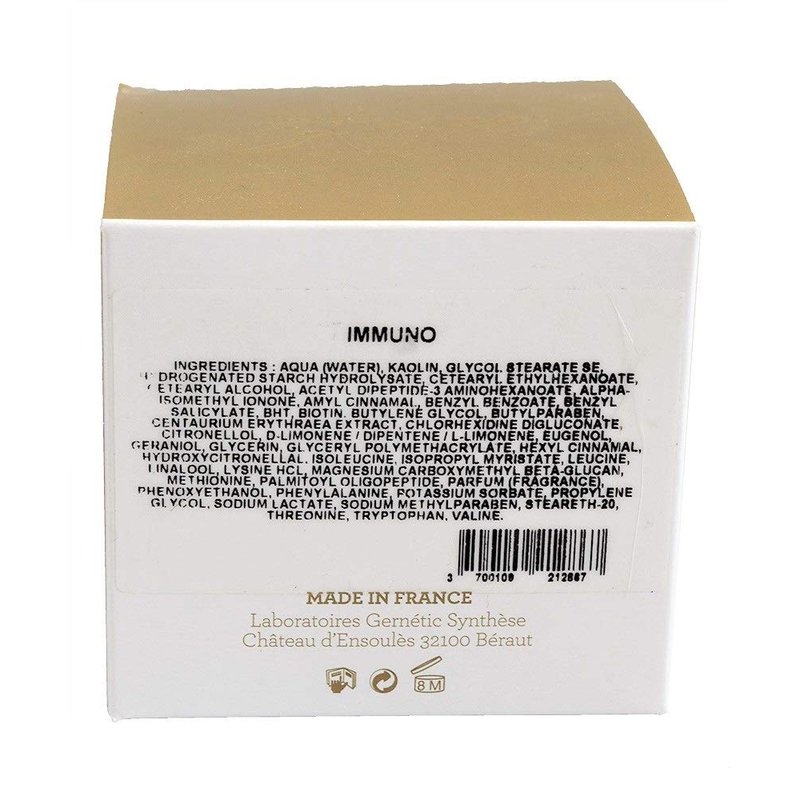 IMMUNO
INGREDIENTS : AQUA (WATER), KAOLIN, GLYCOL STEARATE SE,
HYDROGENATED STARCH HYDROLYSATE, CETEARYL ETHYLHEXANOATE,
CETEARYL ALCOHOL, ACETYL DIPEPTIDE-3 AMINOHEXANOATE, ALPHA-
ISOMETHYL IONONE, AMYL CINNAMAL, BENZYL BENZOATE, BENZYL
SALICYLATE, BHT, BIOTIN, BUTYLENE GLYCOL, BUTYLPARABEN,
CENTAURIUM ERYTHRAEA EXTRACT, CHLORHEXIDINE DIGLUCONATE,
CITRONELLOL, D-LIMONENE / DIPENTENE / L-LIMONENE, EUGENOL,
GERANIOL, GLYCERIN, GLYCERYL POLYMETHACRYLATE, HEXYL CINNAMAL,
HYDROXYCITRONELLAL, ISOLEUCINE, ISOPROPYL MYRISTATE, LEUCINE,
LINALOOL, LYSINE HCL, MAGNESIUM CARBOXYMETHYL BETA-GLUCAN,
METHIONINE, PALMITOYL OLIGOPEPTIDE, PARFUM (FRAGRANCE),
PHENOXYETHANOL, PHENYLALANINE, POTASSIUM SORBATE, PROPYLENE
GLYCOL, SODIUM LACTATE, SODIUM METHYLPARABEN, STEARETH-20,
THREONINE, TRYPTOPHAN, VALINE.
3 700109 212667
MADE IN FRANCE
Laboratoires Gernétic Synthèse
Château d'Ensoulès 32100 Béraut
8 M